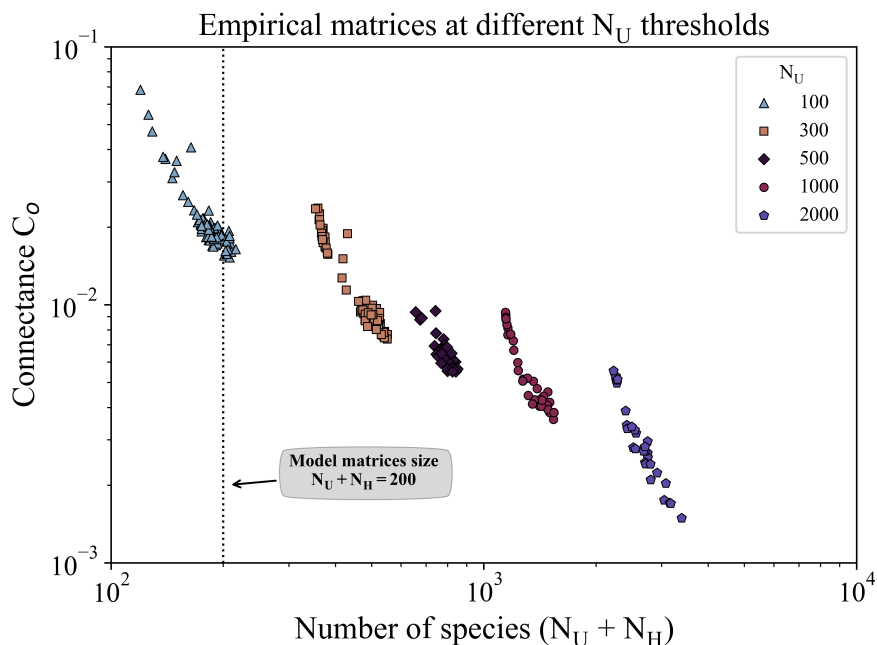 Empirical matrices at different N_U thresholds
10^−1
10^−2
10^−3
Connectance C_o
N_U
100
300
500
1000
2000
Model matrices size
N_U + N_H = 200
10^2
10^3
10^4
Number of species (N_U + N_H)